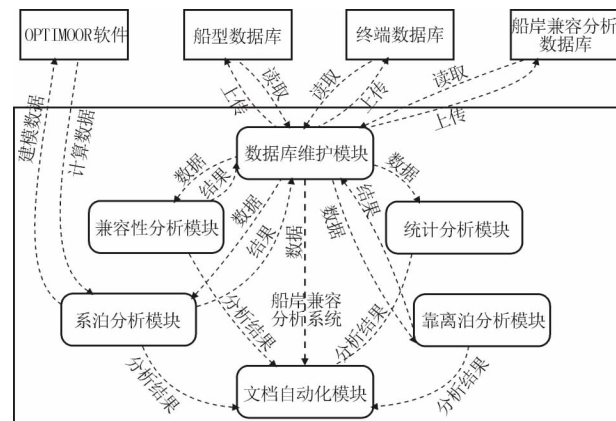 OPTIMOOR软件
船型数据库
终端数据库
船岸兼容分析
数据库
读取
上传
读取
上传
读取
上传
建模数据
计算数据
数据库维护模块
数据
结果
数据
兼容性分析模块
数据
结果
数据
数据
结果
统计分析模块
系泊分析模块
分析结果
船岸兼容
分析系统
分析结果
靠离泊分析模块
分析结果
文档自动化模块
分析结果